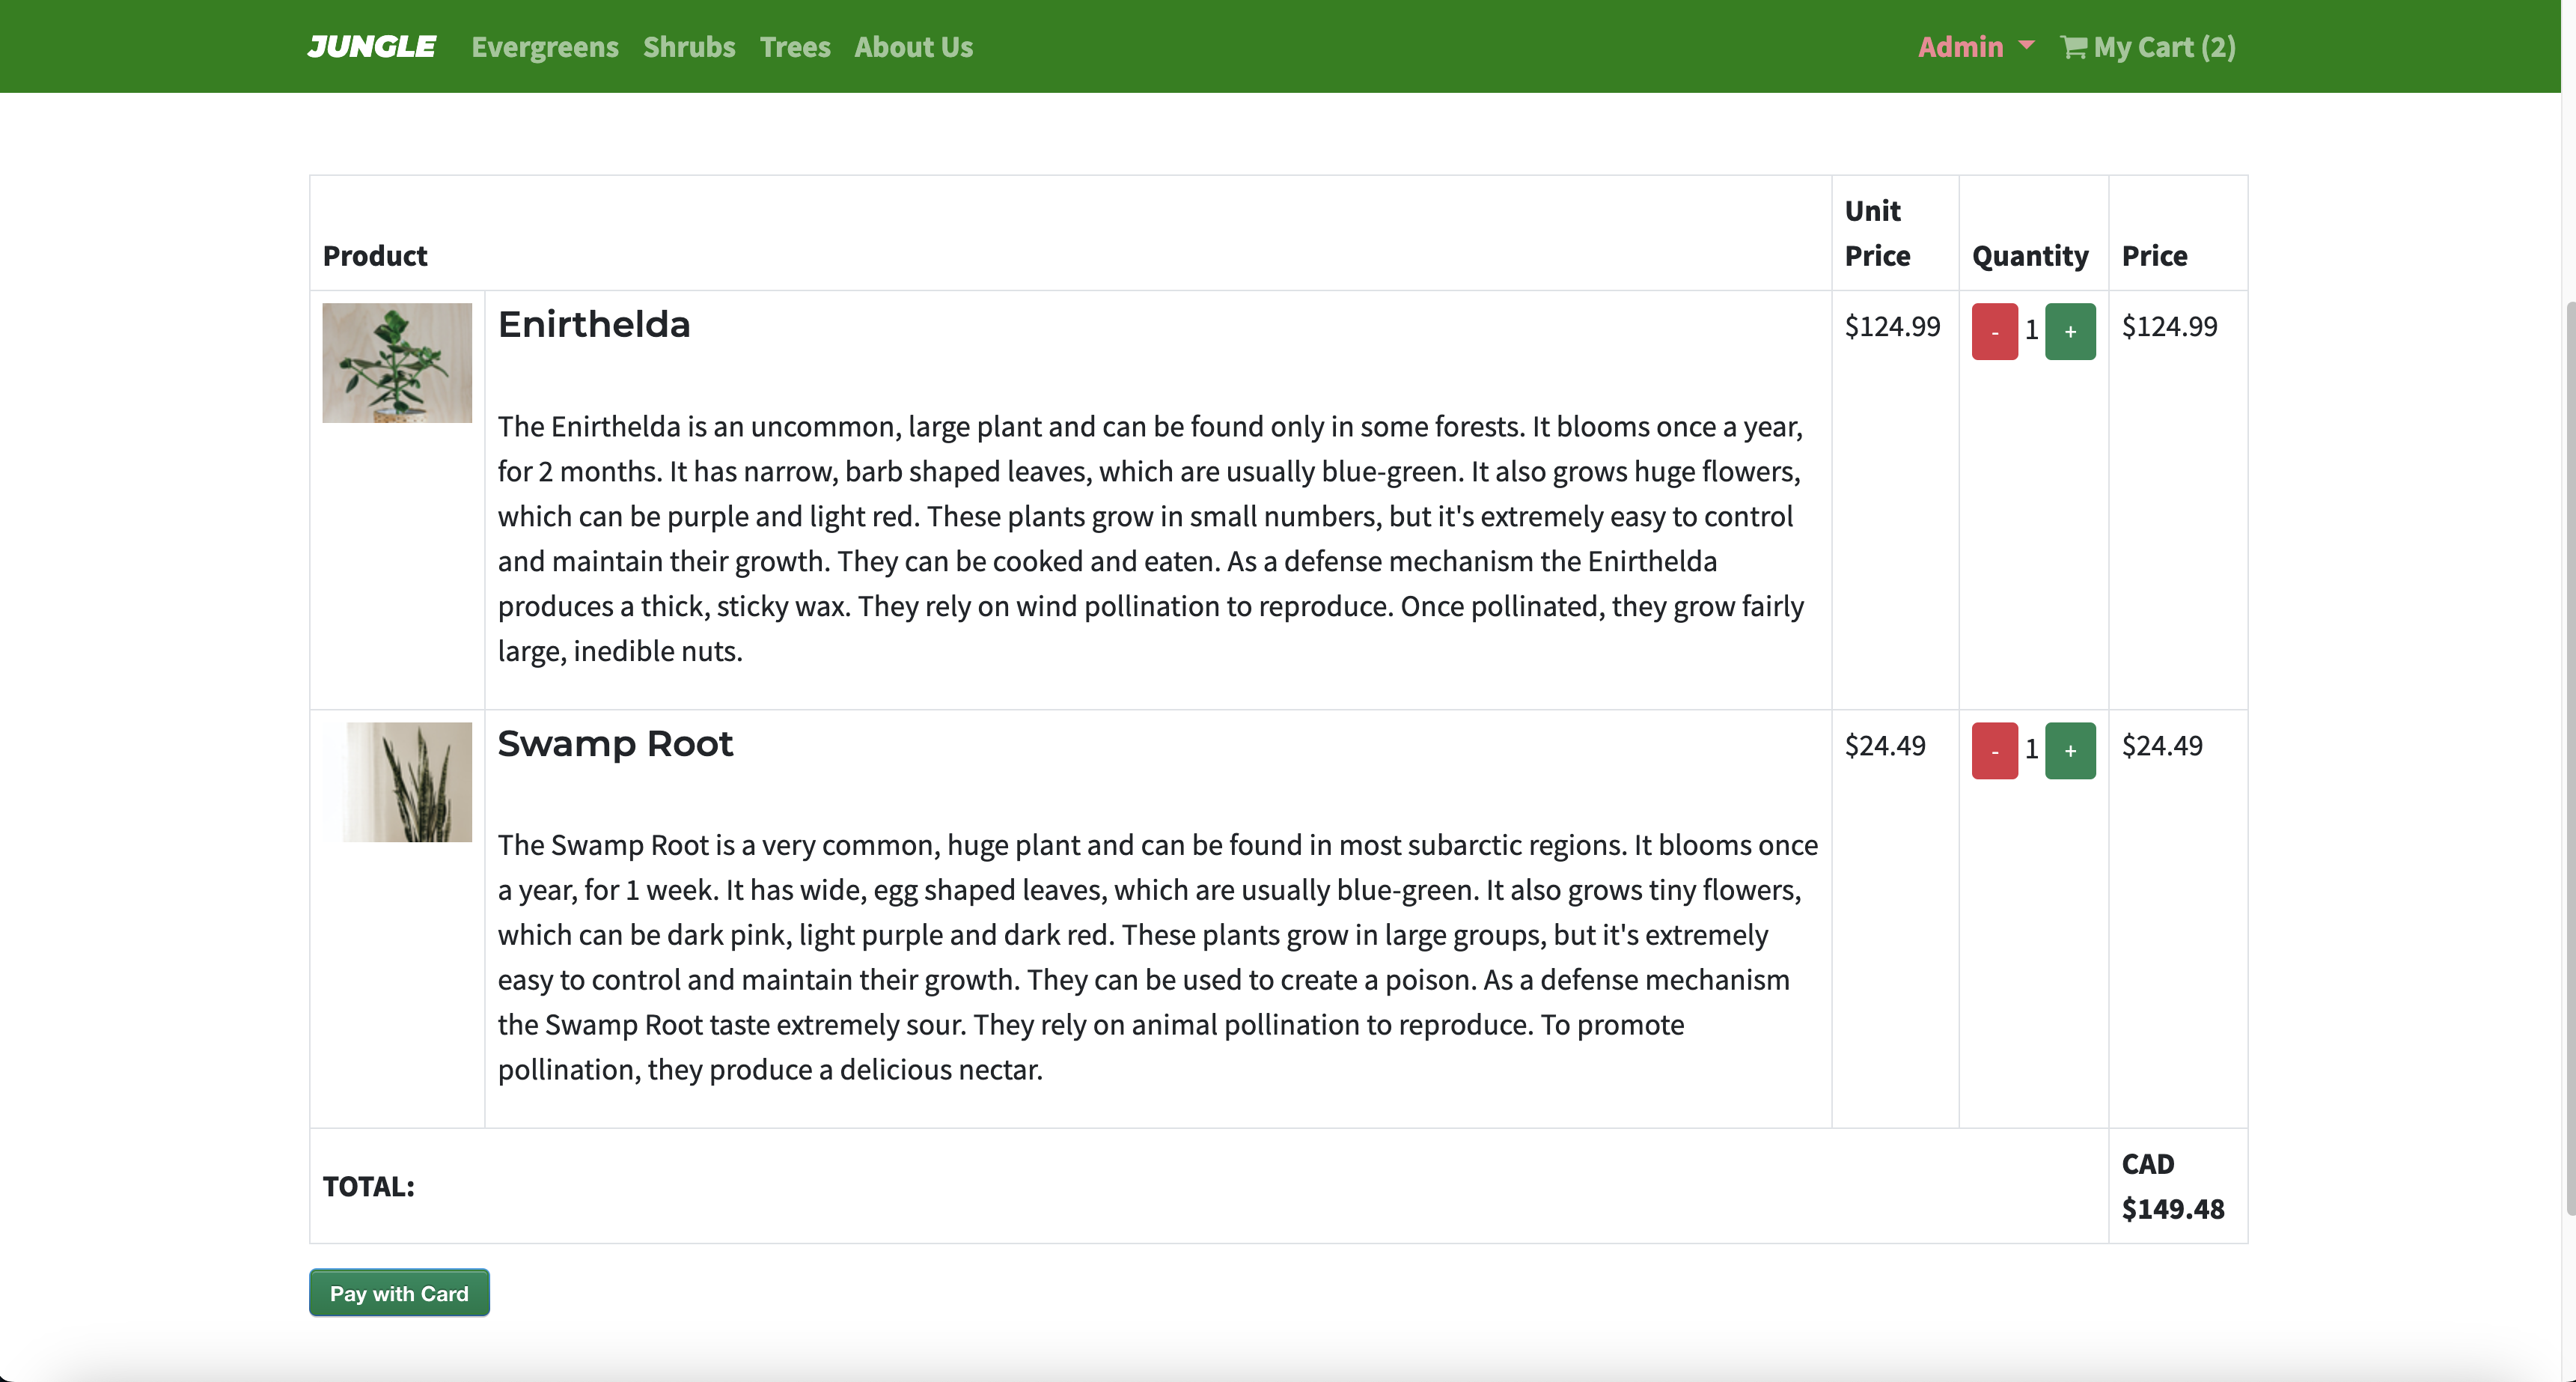 JUNGLE Evergreens Shrubs Trees About Us Admin My Cart (2)
Product Unit Price Quantity Price
Enirthelda $124.99 - 1 + $124.99
The Enirthelda is an uncommon, large plant and can be found only in some forests. It blooms once a year,
for 2 months. It has narrow, barb shaped leaves, which are usually blue-green. It also grows huge flowers,
which can be purple and light red. These plants grow in small numbers, but it's extremely easy to control
and maintain their growth. They can be cooked and eaten. As a defense mechanism the Enirthelda
produces a thick, sticky wax. They rely on wind pollination to reproduce. Once pollinated, they grow fairly
large, inedible nuts.
Swamp Root $24.49 - 1 + $24.49
The Swamp Root is a very common, huge plant and can be found in most subarctic regions. It blooms once
a year, for 1 week. It has wide, egg shaped leaves, which are usually blue-green. It also grows tiny flowers,
which can be dark pink, light purple and dark red. These plants grow in large groups, but it's extremely
easy to control and maintain their growth. They can be used to create a poison. As a defense mechanism
the Swamp Root taste extremely sour. They rely on animal pollination to reproduce. To promote
pollination, they produce a delicious nectar.
TOTAL: CAD
$149.48
Pay with Card